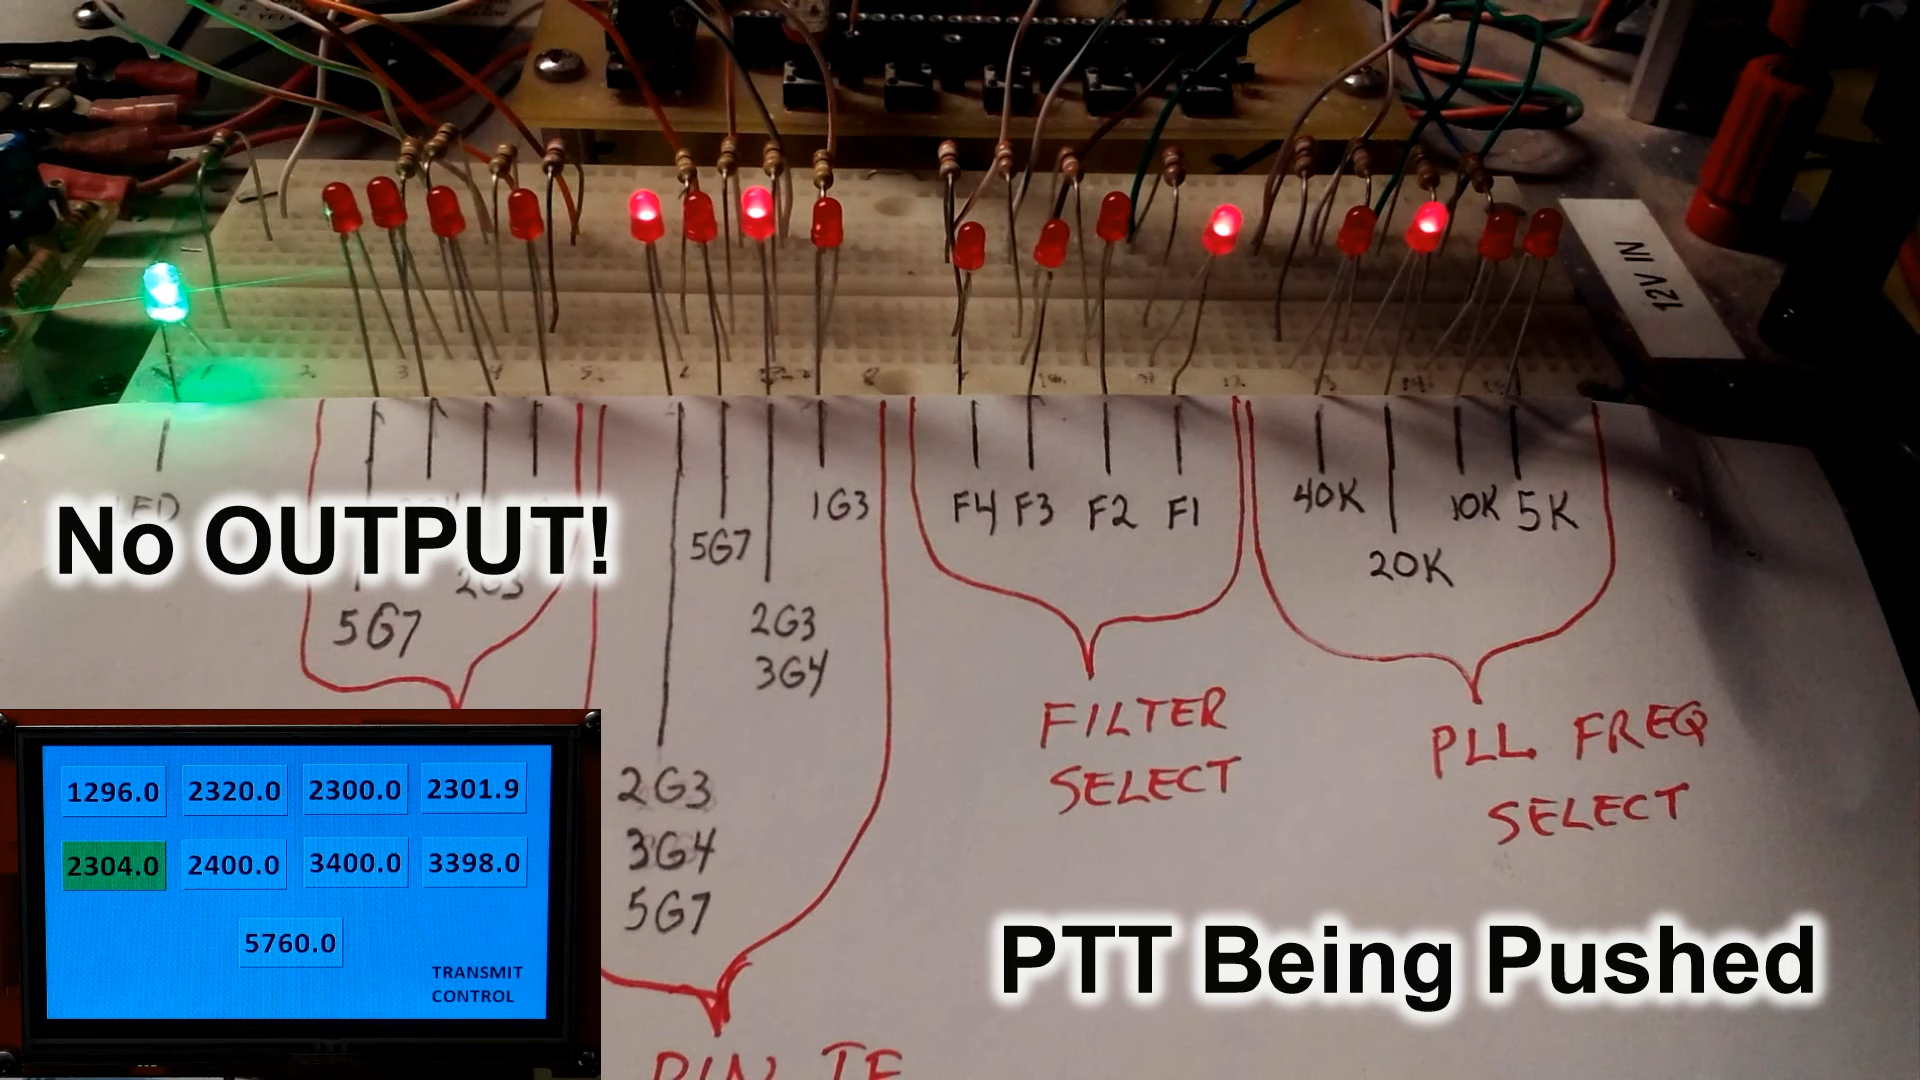 12V IN
1G3
F4 F3 F2 F1
40K
10K 5K
5G7
20K
No OUTPUT!
2G3
5G7
2G3
3G4
FILTER
SELECT
PLL FREQ
SELECT
2G3
3G4
5G7
1296.0 2320.0 2300.0 2301.9
2304.0 2400.0 3400.0 3398.0
5760.0
TRANSMIT
CONTROL
PTT Being Pushed